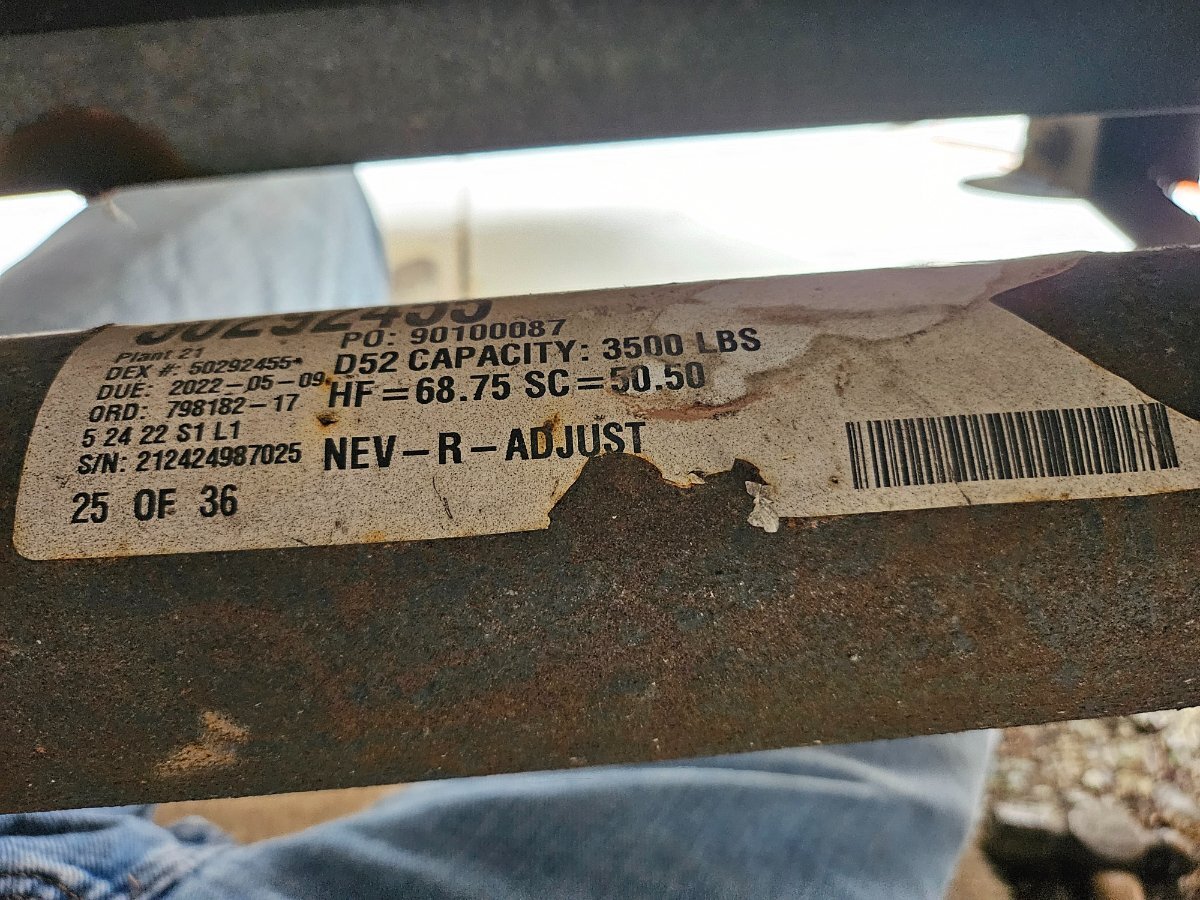 50292455
Plant 21
DEX #: 50292455*
DUE: 2022-05-09
ORD: 798182-17
5 24 22 S1 L1
S/N: 212424987025
25 OF 36
PO: 90100087
D52 CAPACITY: 3500 LBS
HF=68.75 SC=50.50
NEV-R-ADJUST